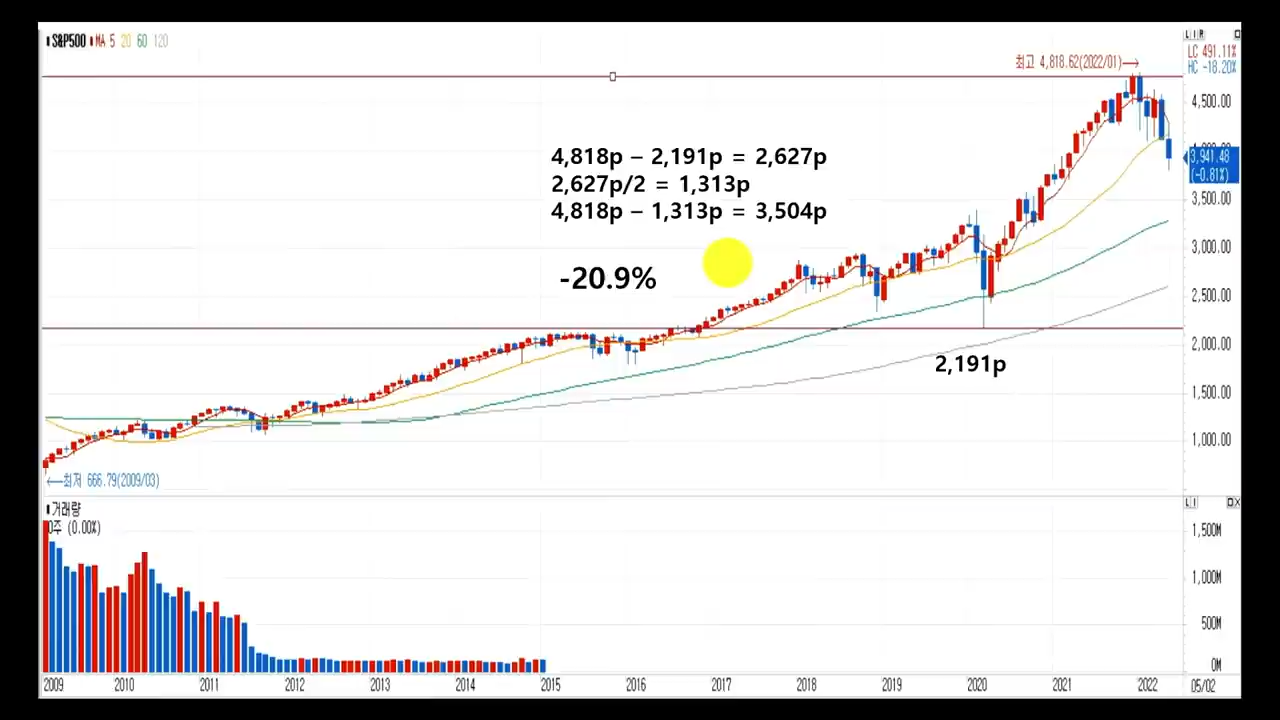 S&P500 MA 5 20 60 120
최고 4,818.62(2022/01)→
LC 491.11%
HC -18.20%
4,500.00
4,000.00
3,941.48
(-0.81%)
3,500.00
3,000.00
2,500.00
2,000.00
1,500.00
1,000.00
4,818p – 2,191p = 2,627p
2,627p/2 = 1,313p
4,818p – 1,313p = 3,504p
-20.9%
2,191p
←최저 666.79(2009/03)
거래량
0주 (0.00%)
1,500M
1,000M
500M
0M
2009 2010 2011 2012 2013 2014 2015 2016 2017 2018 2019 2020 2021 2022 05/02